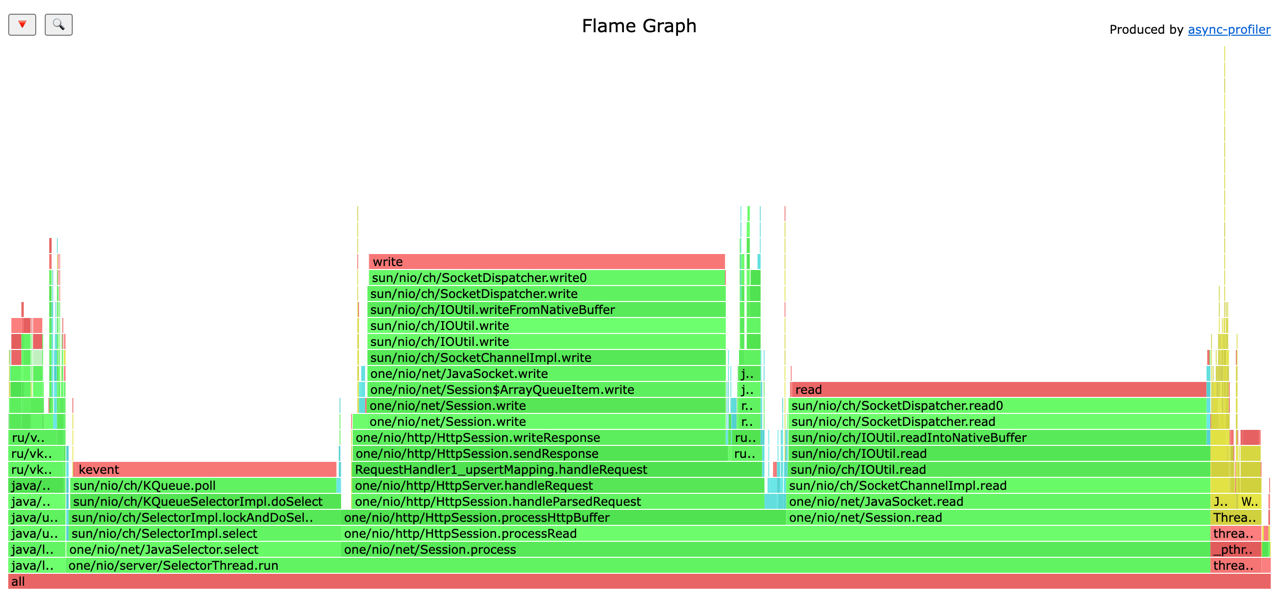 Flame Graph
Produced by async-profiler
write
sun/nio/ch/SocketDispatcher.write0
sun/nio/ch/SocketDispatcher.write
sun/nio/ch/IOUtil.writeFromNativeBuffer
sun/nio/ch/IOUtil.write
sun/nio/ch/IOUtil.write
sun/nio/ch/SocketChannelImpl.write
one/nio/net/JavaSocket.write j..
one/nio/net/Session$ArrayQueueItem.write j.. read
one/nio/net/Session.write r.. sun/nio/ch/SocketDispatcher.read0
one/nio/net/Session.write r.. sun/nio/ch/SocketDispatcher.read
ru/v.. one/nio/http/HttpSession.writeResponse ru... sun/nio/ch/IOUtil.readIntoNativeBuffer
ru/vk.. one/nio/http/HttpSession.sendResponse ru... sun/nio/ch/IOUtil.read
ru/vk.. kevent RequestHandler1_upsertMapping.handleRequest sun/nio/ch/IOUtil.read
java/.. sun/nio/ch/KQueue.poll one/nio/http/HttpServer.handleRequest sun/nio/ch/SocketChannelImpl.read
java/.. sun/nio/ch/KQueueSelectorImpl.doSelect one/nio/http/HttpSession.handleParsedRequest one/nio/net/JavaSocket.read J.. W..
java/u.. sun/nio/ch/SelectorImpl.lockAndDoSel.. one/nio/http/HttpSession.processHttpBuffer one/nio/net/Session.read Threa..
java/u.. sun/nio/ch/SelectorImpl.select one/nio/http/HttpSession.processRead threa..
java/l.. one/nio/net/JavaSelector.select one/nio/net/Session.process _pthr..
java/l.. one/nio/server/SelectorThread.run threa..
all